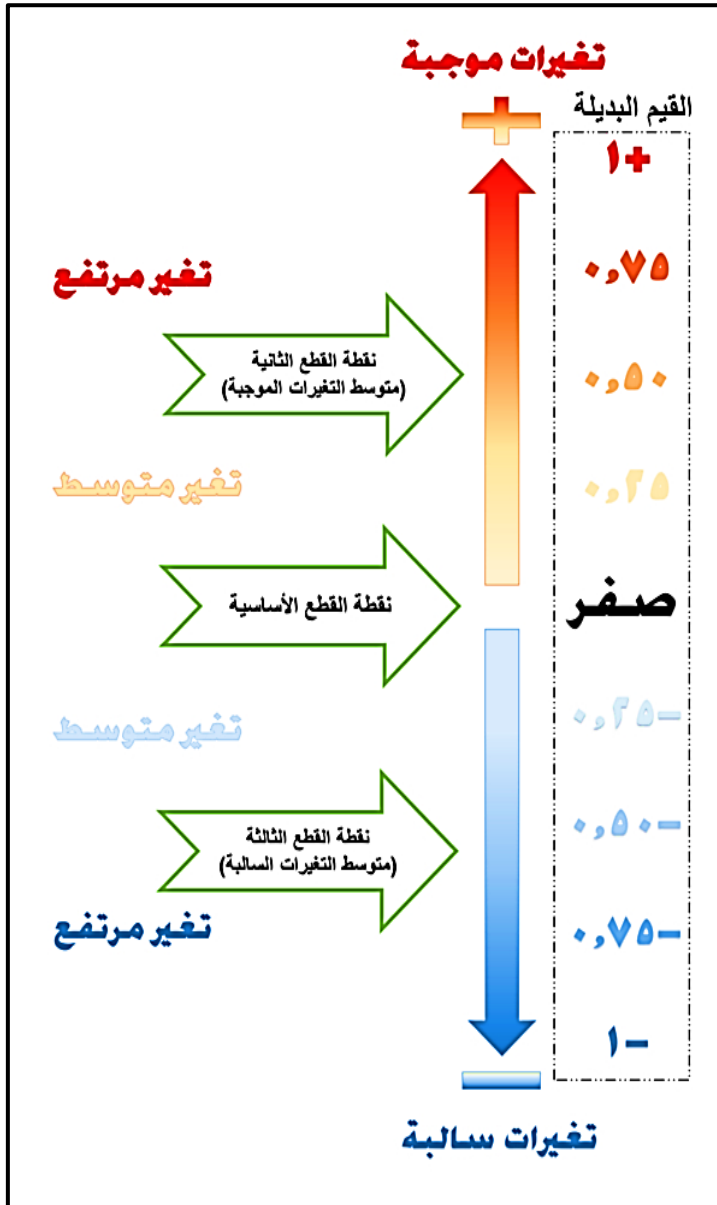 تغيرات موجبة
القيم البديلة
+١
٠,٧٥
تغير مرتفع
نقطة القطع الثانية
(متوسط التغيرات الموجبة)
٠,٥٠
تغير متوسط
٠,٢٥
نقطة القطع الأساسية
صفر
تغير متوسط
-٠,٢٥
نقطة القطع الثالثة
(متوسط التغيرات السالبة)
-٠,٥٠
تغير مرتفع
-٠,٧٥
-١
تغيرات سالبة